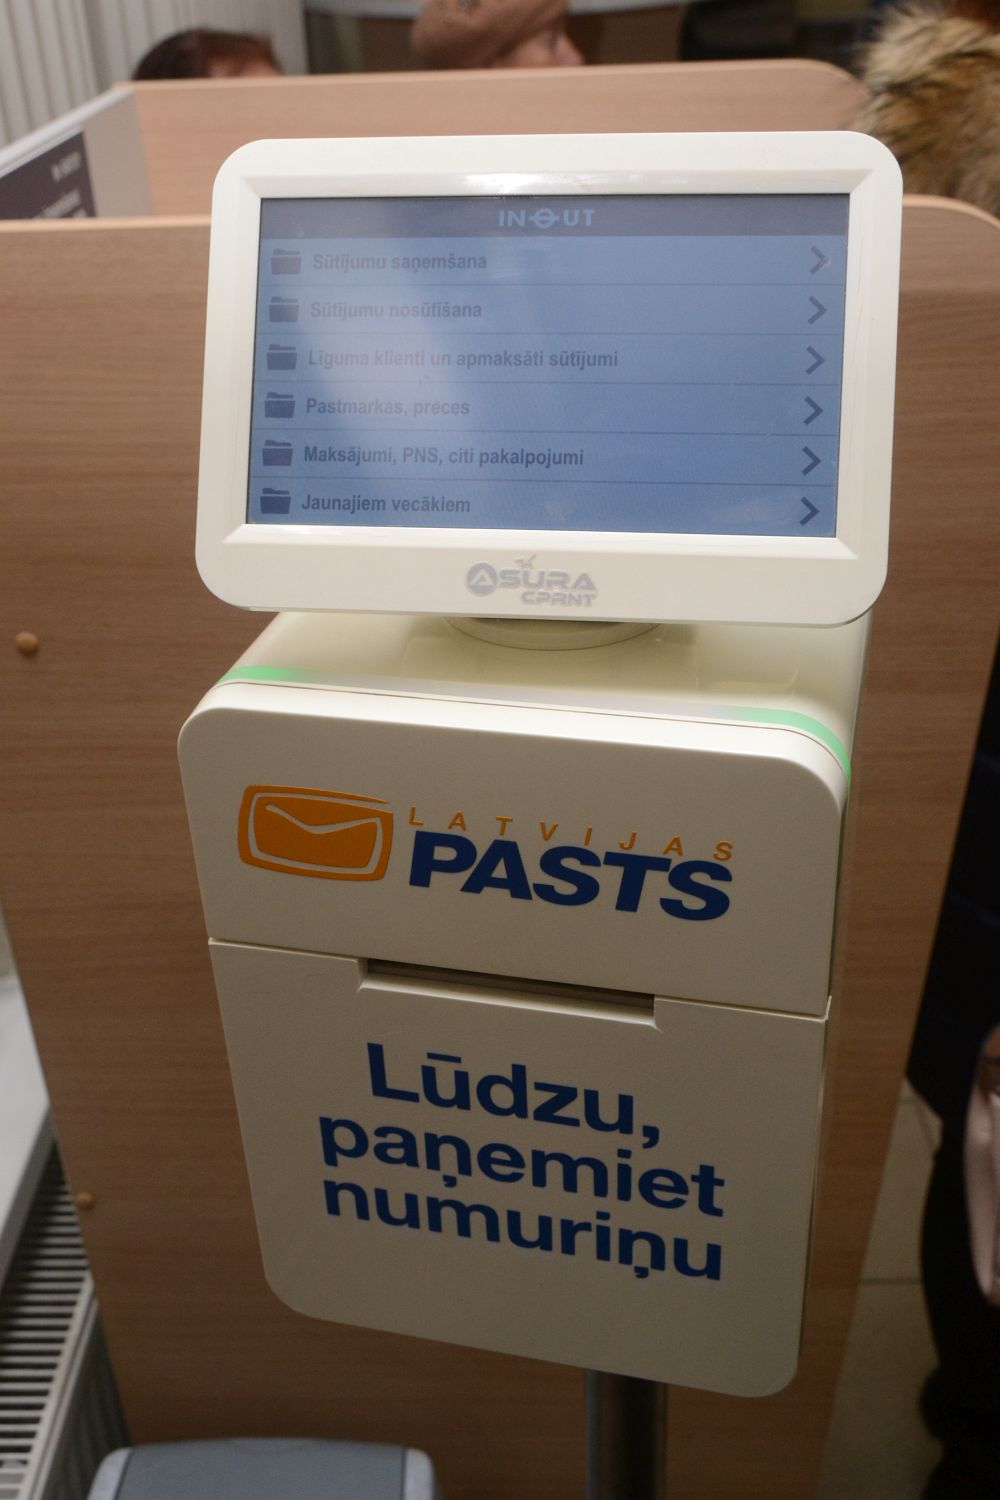 IN OUT
Sūtījumu saņemšana
Sūtījumu nosūtīšana
Līguma klienti un apmaksāti sūtījumi
Pastmarkas, preces
Maksājumi, PNS, citi pakalpojumi
Jaunajiem vecākiem
ASURA
CPRNT
LATVIJAS
PASTS
Lūdzu,
paņemiet
numuriņu